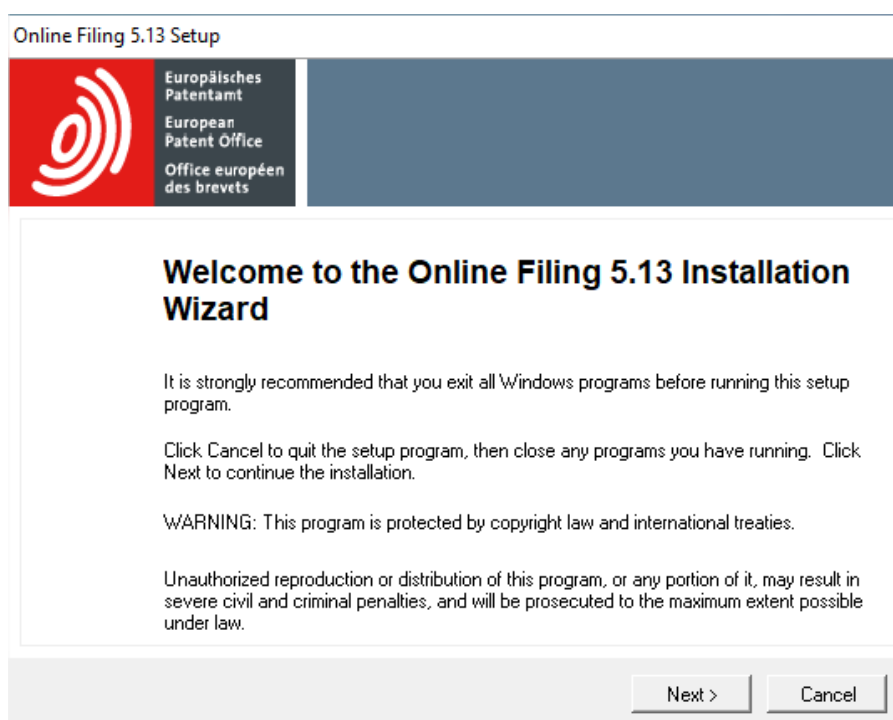 Online Filing 5.13 Setup
Europäisches
Patentamt
European
Patent Office
Office européen
des brevets
Welcome to the Online Filing 5.13 Installation
Wizard
It is strongly recommended that you exit all Windows programs before running this setup
program.
Click Cancel to quit the setup program, then close any programs you have running.  Click
Next to continue the installation.
WARNING: This program is protected by copyright law and international treaties.
Unauthorized reproduction or distribution of this program, or any portion of it, may result in
severe civil and criminal penalties, and will be prosecuted to the maximum extent possible
under law.
Next > Cancel